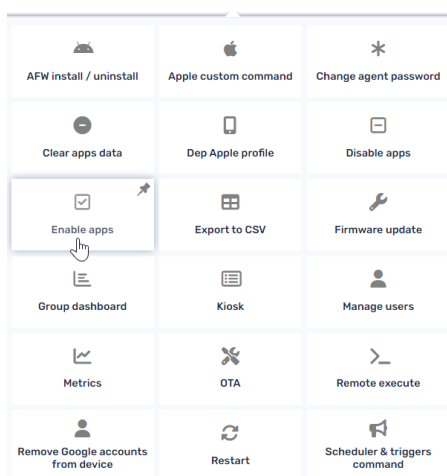 AFW install / uninstall
Apple custom command
Change agent password
Clear apps data
Dep Apple profile
Disable apps
Enable apps
Export to CSV
Firmware update
Group dashboard
Kiosk
Manage users
Metrics
OTA
Remote execute
Remove Google accounts
from device
Restart
Scheduler & triggers
command